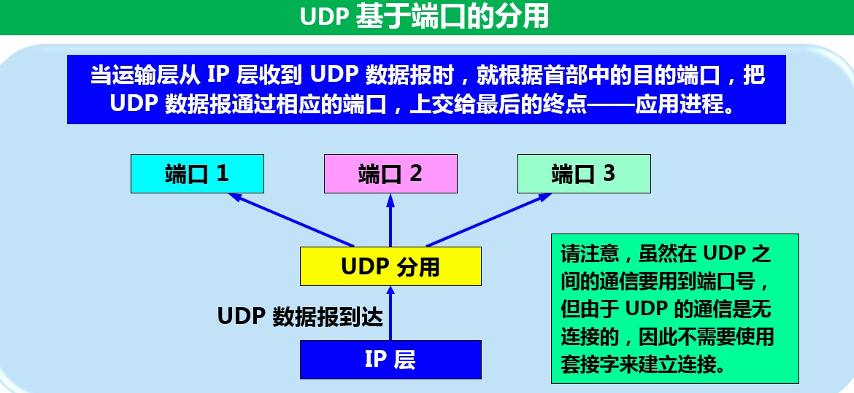 UDP 基于端口的分用
当运输层从 IP 层收到 UDP 数据报时，就根据首部中的目的端口，把
UDP 数据报通过相应的端口，上交给最后的终点——应用进程。
端口 1
端口 2
端口 3
UDP 分用
请注意，虽然在 UDP 之
间的通信要用到端口号，
但由于 UDP 的通信是无
连接的，因此不需要使用
套接字来建立连接。
UDP 数据报到达
IP 层